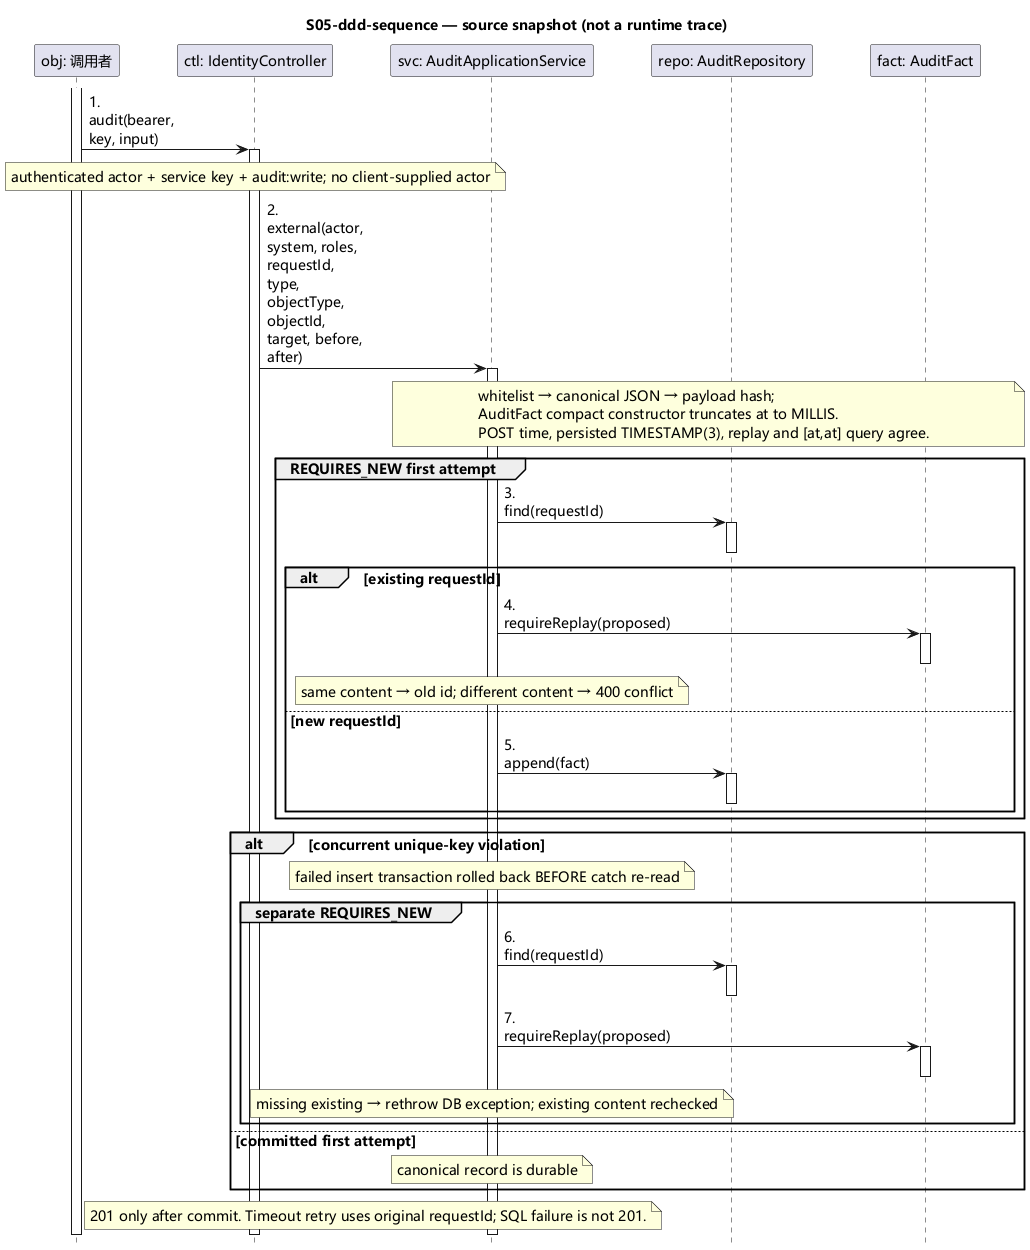 S05-ddd-sequence — source snapshot (not a runtime trace)
obj: 调用者
ctl: IdentityController
svc: AuditApplicationService
repo: AuditRepository
fact: AuditFact
1.
audit(bearer,
key, input)
authenticated actor + service key + audit:write; no client-supplied actor
2.
external(actor,
system, roles,
requestId,
type,
objectType,
objectId,
target, before,
after)
whitelist → canonical JSON → payload hash;
AuditFact compact constructor truncates at to MILLIS.
POST time, persisted TIMESTAMP(3), replay and [at,at] query agree.
REQUIRES_NEW first attempt
3.
find(requestId)
alt [existing requestId]
4.
requireReplay(proposed)
same content → old id; different content → 400 conflict
[new requestId]
5.
append(fact)
alt [concurrent unique-key violation]
failed insert transaction rolled back BEFORE catch re-read
separate REQUIRES_NEW
6.
find(requestId)
7.
requireReplay(proposed)
missing existing → rethrow DB exception; existing content rechecked
[committed first attempt]
canonical record is durable
201 only after commit. Timeout retry uses original requestId; SQL failure is not 201.